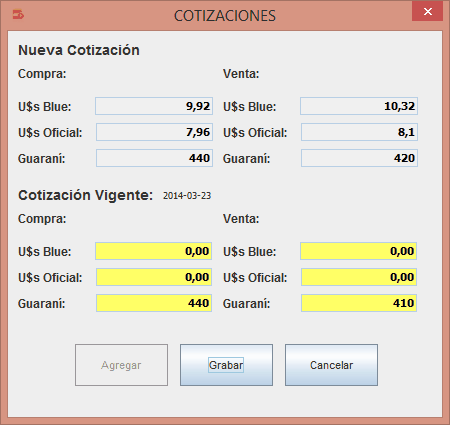 COTIZACIONES
Nueva Cotización
Compra: Venta:
U$s Blue: 9,92 U$s Blue: 10,32
U$s Oficial: 7,96 U$s Oficial: 8,1
Guaraní: 440 Guaraní: 420
Cotización Vigente: 2014-03-23
Compra: Venta:
U$s Blue: 0,00 U$s Blue: 0,00
U$s Oficial: 0,00 U$s Oficial: 0,00
Guaraní: 440 Guaraní: 410
Agregar Grabar Cancelar